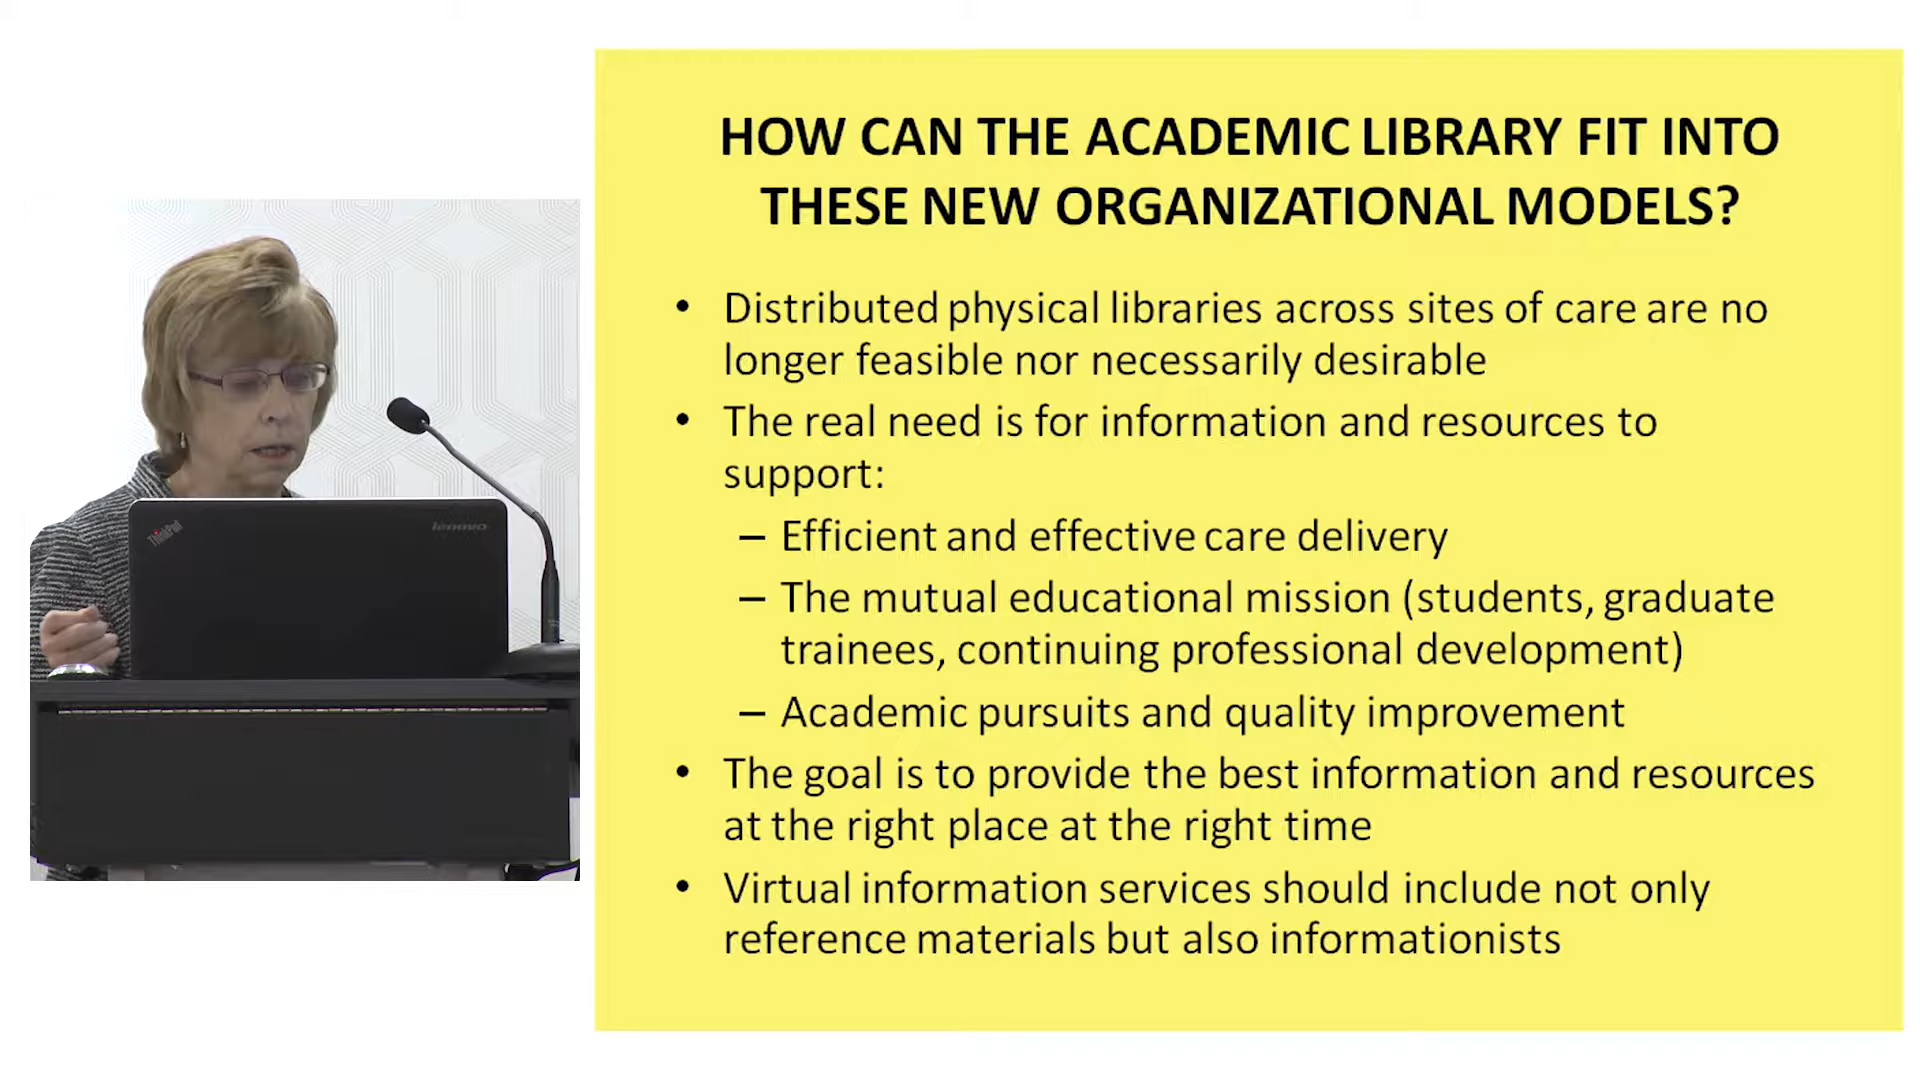 HOW CAN THE ACADEMIC LIBRARY FIT INTO
THESE NEW ORGANIZATIONAL MODELS?
• Distributed physical libraries across sites of care are no
longer feasible nor necessarily desirable
• The real need is for information and resources to
support:
– Efficient and effective care delivery
– The mutual educational mission (students, graduate
trainees, continuing professional development)
– Academic pursuits and quality improvement
• The goal is to provide the best information and resources
at the right place at the right time
• Virtual information services should include not only
reference materials but also informationists
ThinkPad
lenovo